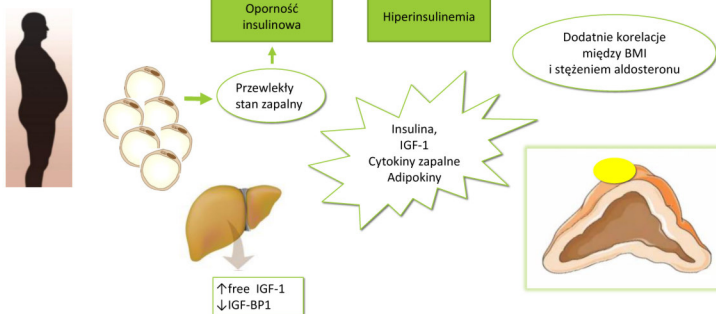 Oporność
insulinowa
Hiperinsulinemia
Dodatnie korelacje
między BMI
i stężeniem aldosteronu
Przewlekły
stan zapalny
Insulina,
IGF-1
Cytokiny zapalne
Adipokiny
↑free IGF-1
↓IGF-BP1